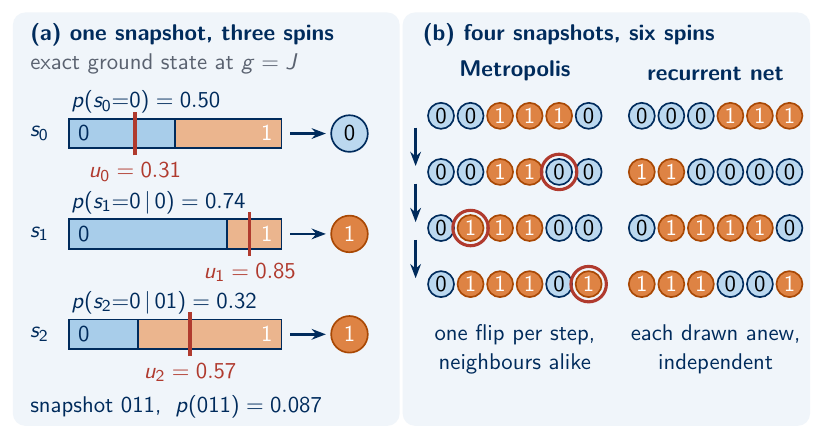 (a) one snapshot, three spins
exact ground state at g = J
p(s₀=0) = 0.50
s₀ 0 1 0
u₀ = 0.31
p(s₁=0 | 0) = 0.74
s₁ 0 1 1
u₁ = 0.85
p(s₂=0 | 01) = 0.32
s₂ 0 1 1
u₂ = 0.57
snapshot 011, p(011) = 0.087
(b) four snapshots, six spins
Metropolis
0 0 1 1 1 0
0 0 1 1 0 0
0 1 1 1 0 0
0 1 1 1 0 1
one flip per step,
neighbours alike
recurrent net
0 0 0 1 1 1
1 1 0 0 0 0
0 1 1 1 1 0
1 1 1 0 0 1
each drawn anew,
independent